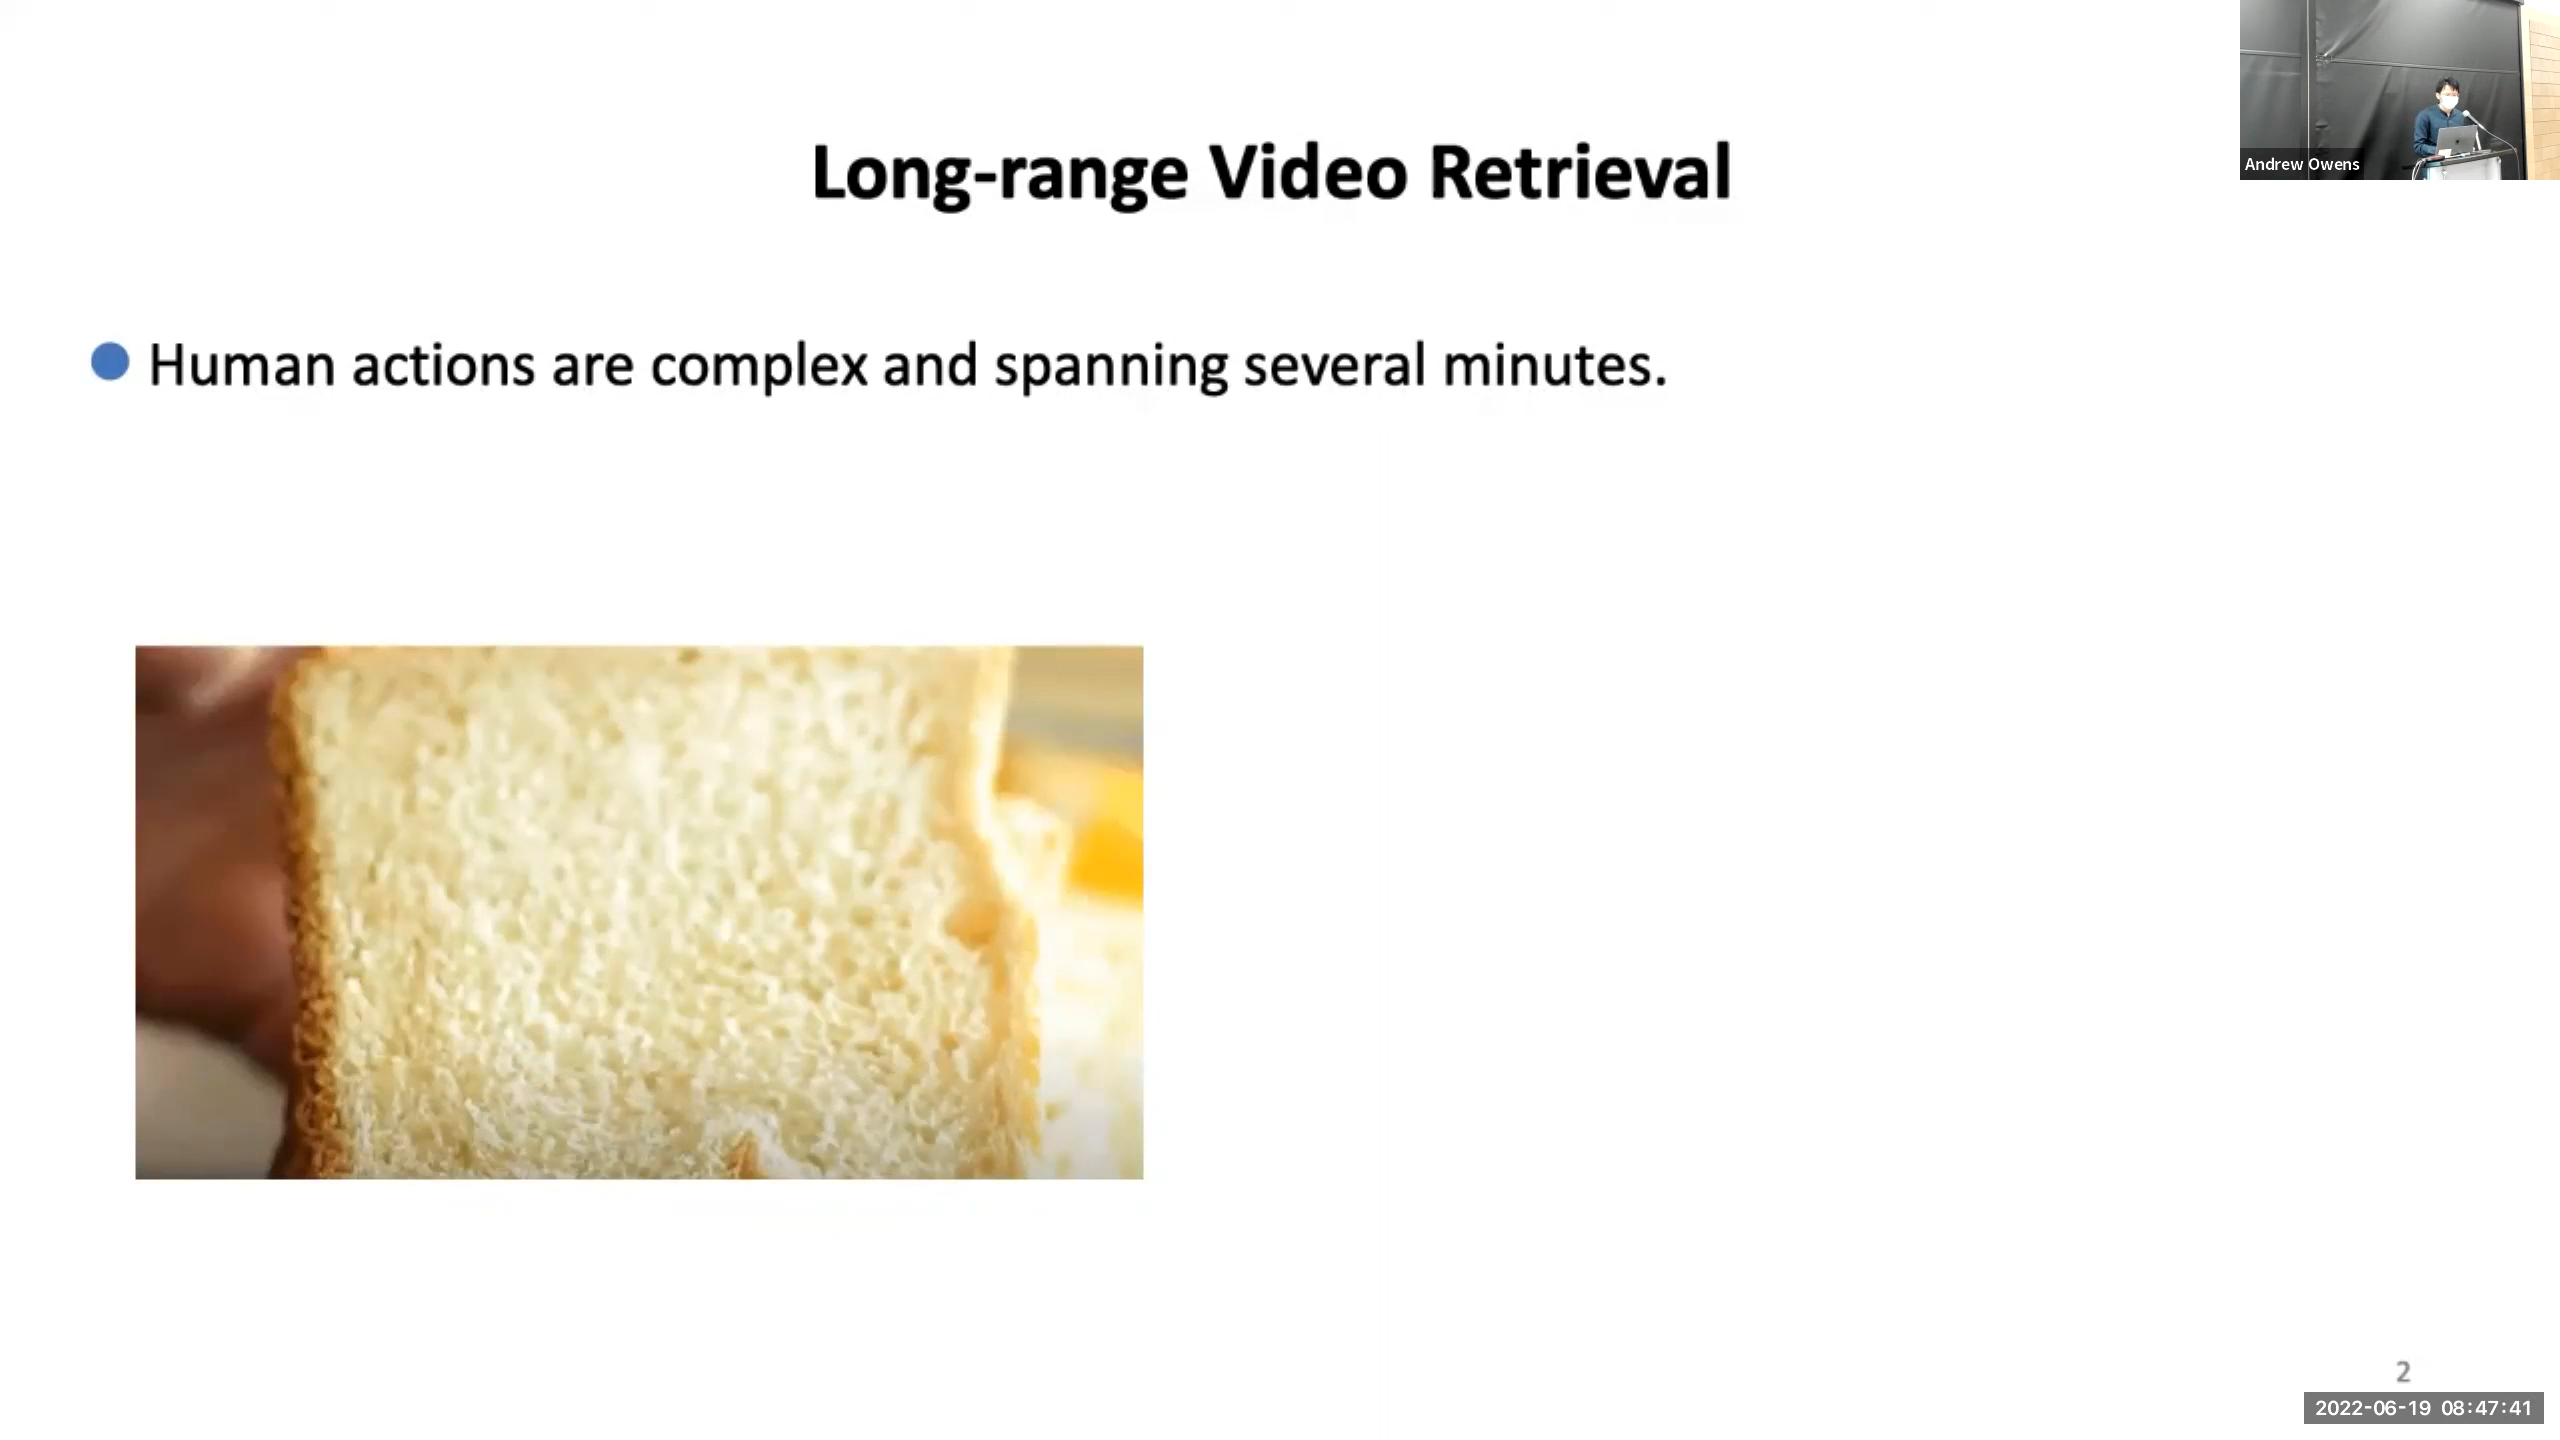 Long-range Video Retrieval
Andrew Owens
Human actions are complex and spanning several minutes.
2
2022-06-19 08:47:41